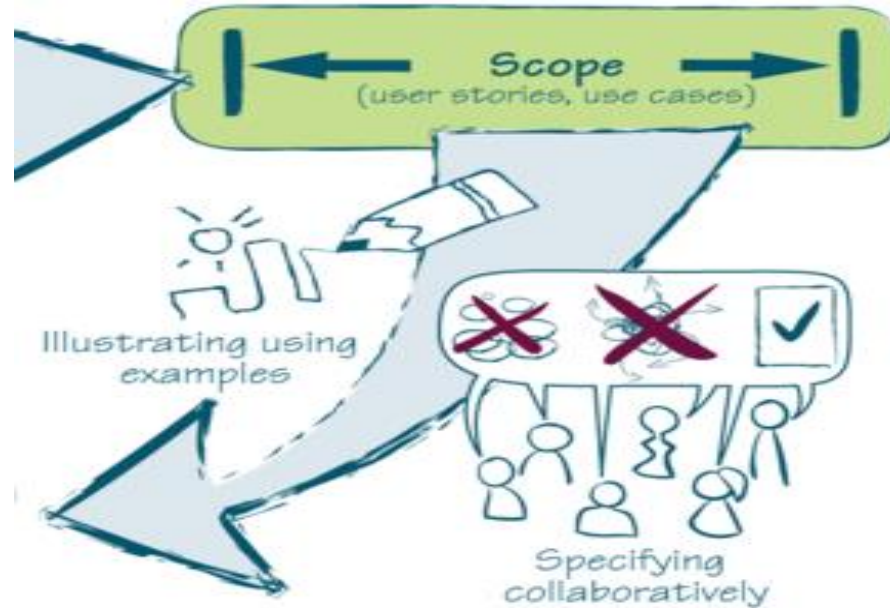 Scope
(user stories, use cases)
Illustrating using
examples
Specifying
collaboratively